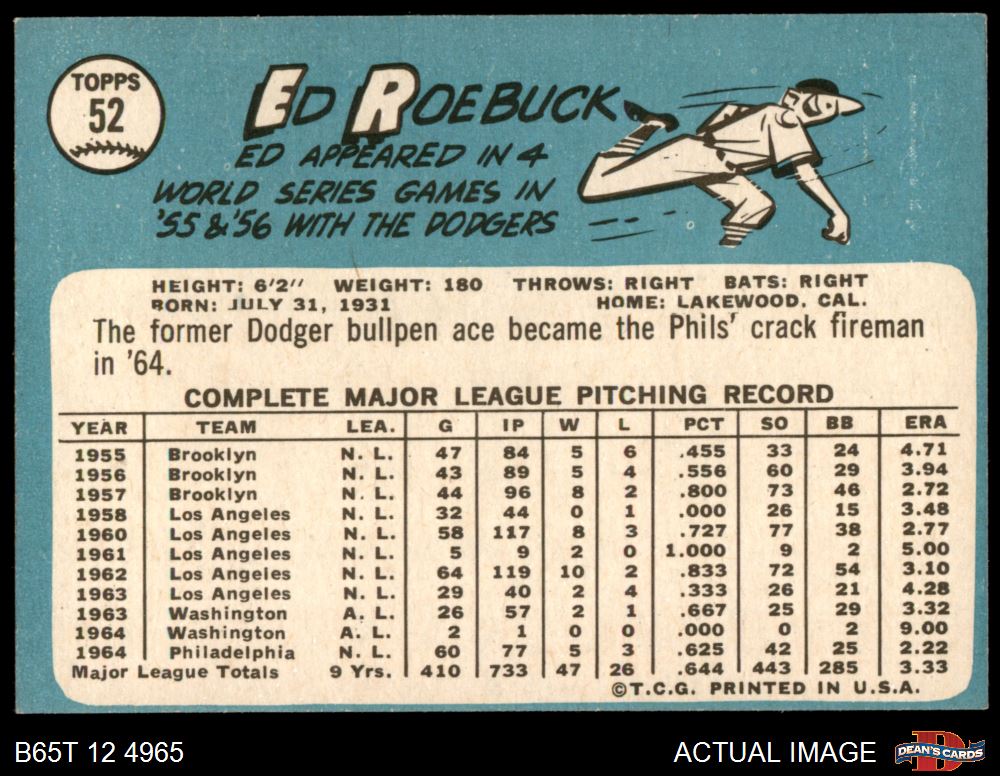 TOPPS
52
ED ROEBUCK
ED APPEARED IN 4
WORLD SERIES GAMES IN
'55 & '56 WITH THE DODGERS
HEIGHT: 6'2" WEIGHT: 180 THROWS: RIGHT BATS: RIGHT
BORN: JULY 31, 1931 HOME: LAKEWOOD, CAL.
The former Dodger bullpen ace became the Phils' crack fireman
in '64.
COMPLETE MAJOR LEAGUE PITCHING RECORD
YEAR TEAM LEA. G IP W L PCT SO BB ERA
1955 Brooklyn N. L. 47 84 5 6 .455 33 24 4.71
1956 Brooklyn N. L. 43 89 5 4 .556 60 29 3.94
1957 Brooklyn N. L. 44 96 8 2 .800 73 46 2.72
1958 Los Angeles N. L. 32 44 0 1 .000 26 15 3.48
1960 Los Angeles N. L. 58 117 8 3 .727 77 38 2.77
1961 Los Angeles N. L. 5 9 2 0 1.000 9 2 5.00
1962 Los Angeles N. L. 64 119 10 2 .833 72 54 3.10
1963 Los Angeles N. L. 29 40 2 4 .333 26 21 4.28
1963 Washington A. L. 26 57 2 1 .667 25 29 3.32
1964 Washington A. L. 2 1 0 0 .000 0 2 9.00
1964 Philadelphia N. L. 60 77 5 3 .625 42 25 2.22
Major League Totals 9 Yrs. 410 733 47 26 .644 443 285 3.33
©T.C.G. PRINTED IN U.S.A.
B65T 12 4965 ACTUAL IMAGE D DEAN'S CARDS